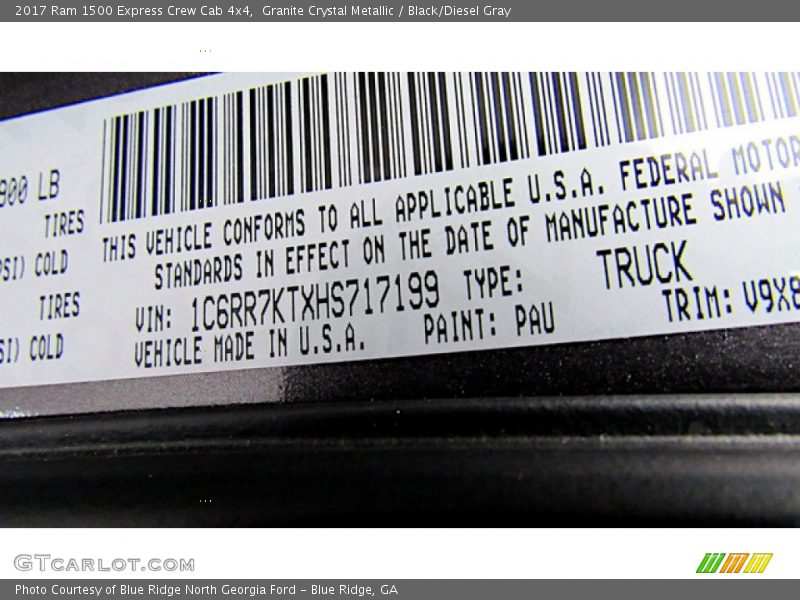 2017 Ram 1500 Express Crew Cab 4x4,  Granite Crystal Metallic / Black/Diesel Gray
900 LB
TIRES
PSI) COLD
TIRES
SI) COLD
THIS VEHICLE CONFORMS TO ALL APPLICABLE U.S.A. FEDERAL MOTOR
STANDARDS IN EFFECT ON THE DATE OF MANUFACTURE SHOWN
VIN: 1C6RR7KTXHS717199 TYPE: TRUCK
VEHICLE MADE IN U.S.A. PAINT: PAU TRIM: V9X8
GTCARLOT.COM
Photo Courtesy of Blue Ridge North Georgia Ford - Blue Ridge, GA